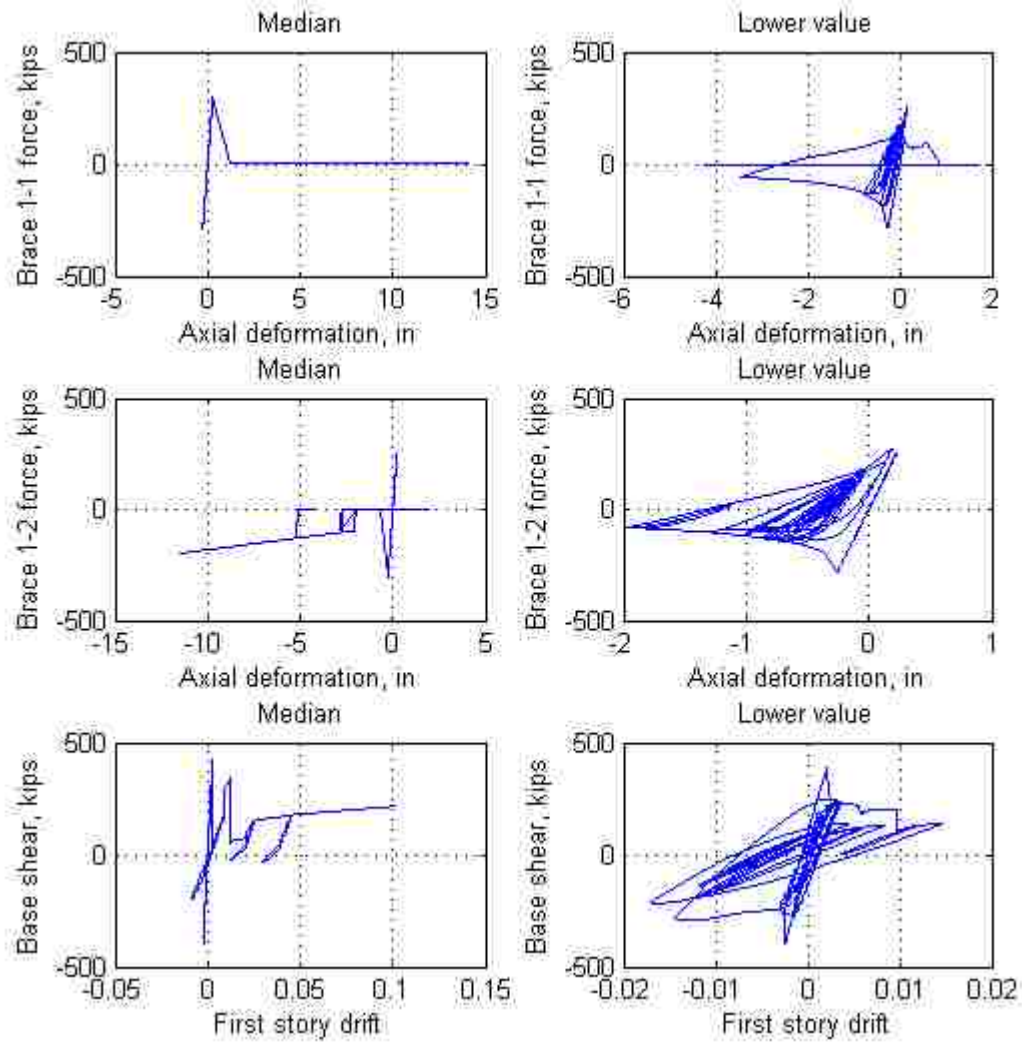 Median
Brace 1-1 force, kips
500
0
-500
-5 0 5 10 15
Axial deformation, in
Lower value
Brace 1-1 force, kips
500
0
-500
-6 -4 -2 0 2
Axial deformation, in
Median
Brace 1-2 force, kips
500
0
-500
-15 -10 -5 0 5
Axial deformation, in
Lower value
Brace 1-2 force, kips
500
0
-500
-2 -1 0 1
Axial deformation, in
Median
Base shear, kips
500
0
-500
-0.05 0 0.05 0.1 0.15
First story drift
Lower value
Base shear, kips
500
0
-500
-0.02 -0.01 0 0.01 0.02
First story drift